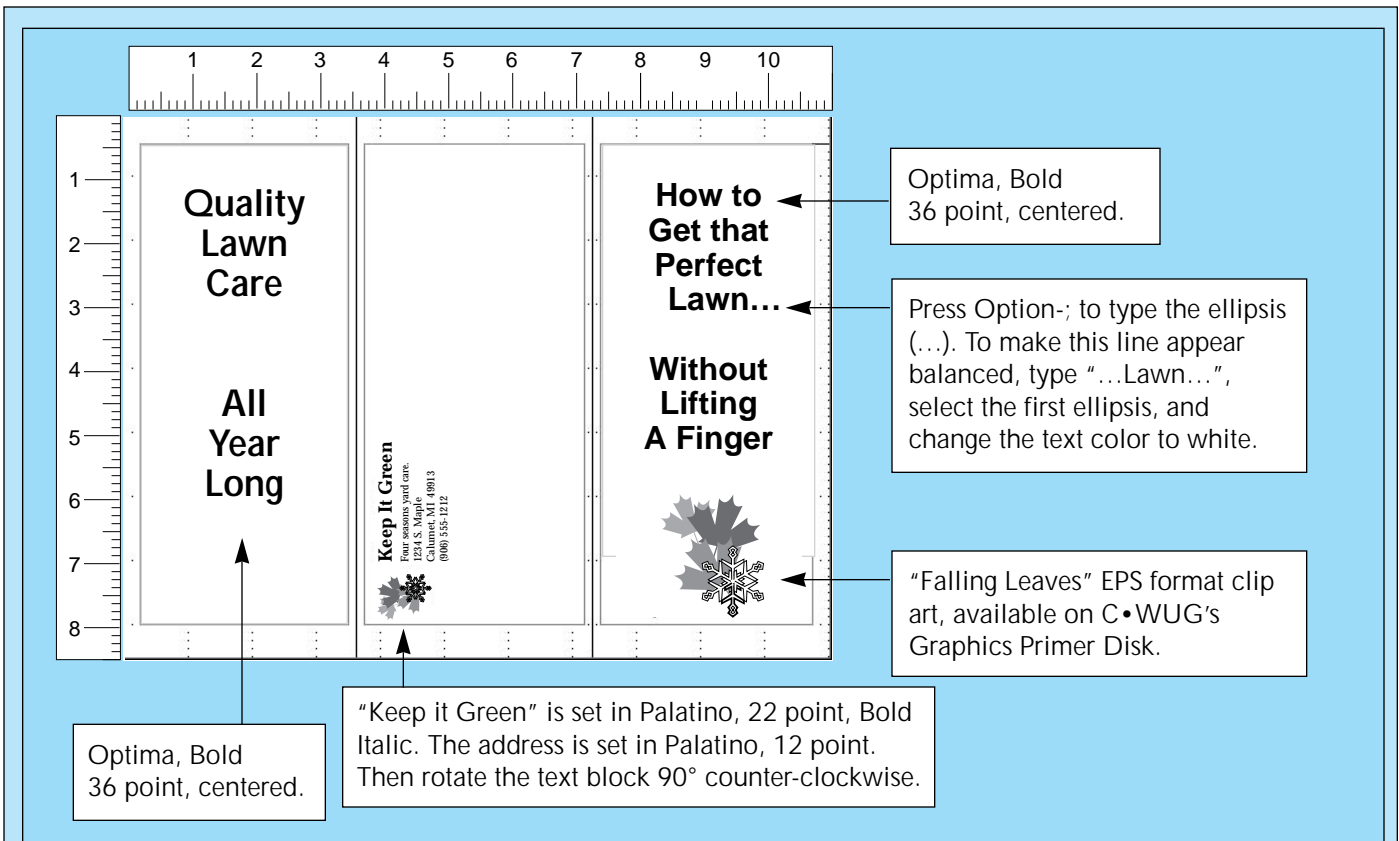 1 2 3 4 5 6 7 8 9 10
1
2
3
4
5
6
7
8
Quality
Lawn
Care
All
Year
Long
Keep It Green
Four seasons yard care.
1234 S. Maple
Calumet, MI 49913
(906) 555-1212
How to
Get that
Perfect
Lawn…
Without
Lifting
A Finger
Optima, Bold
36 point, centered.
Press Option-; to type the ellipsis
(…). To make this line appear
balanced, type “…Lawn…”,
select the first ellipsis, and
change the text color to white.
“Falling Leaves” EPS format clip
art, available on C•WUG’s
Graphics Primer Disk.
“Keep it Green” is set in Palatino, 22 point, Bold
Italic. The address is set in Palatino, 12 point.
Then rotate the text block 90° counter-clockwise.
Optima, Bold
36 point, centered.